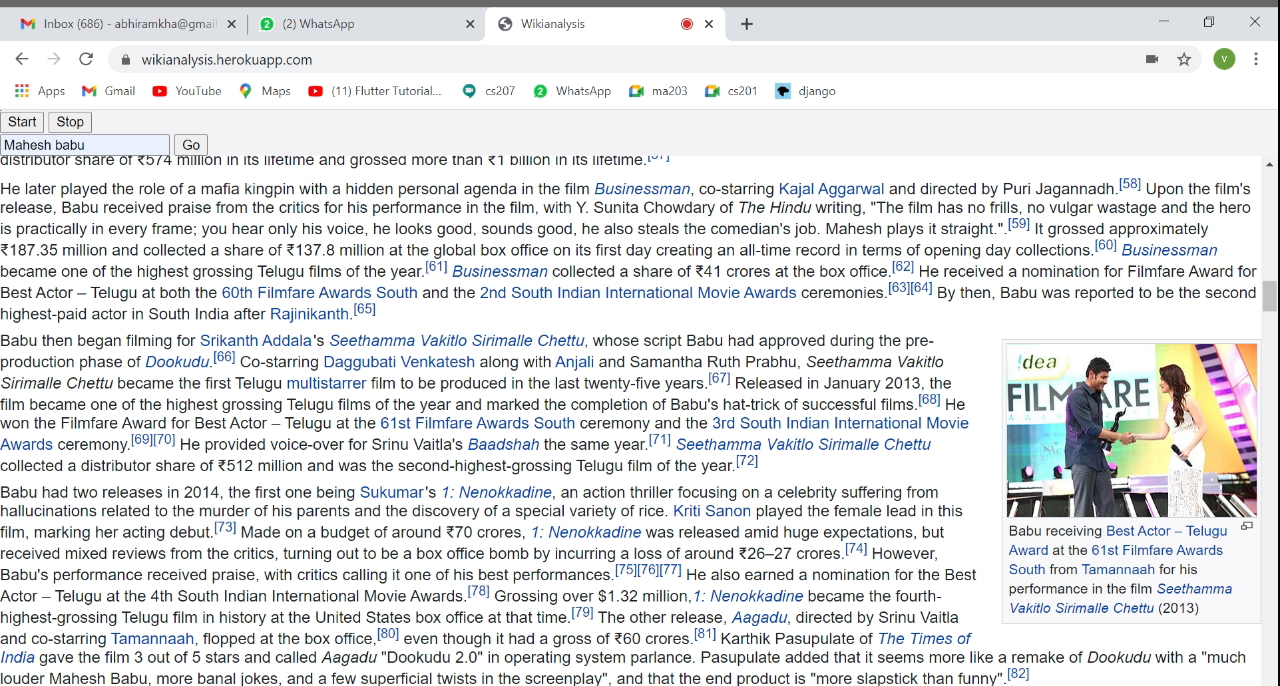 Inbox (686) - abhiramkha@gmai
(2) WhatsApp
Wikianalysis
wikianalysis.herokuapp.com
V
Apps Gmail YouTube Maps (11) Flutter Tutorial... cs207 WhatsApp ma203 cs201 django
Start Stop
Mahesh babu Go
distributor share of ₹574 million in its lifetime and grossed more than ₹1 billion in its lifetime.[57]
He later played the role of a mafia kingpin with a hidden personal agenda in the film Businessman, co-starring Kajal Aggarwal and directed by Puri Jagannadh.[58] Upon the film's
release, Babu received praise from the critics for his performance in the film, with Y. Sunita Chowdary of The Hindu writing, "The film has no frills, no vulgar wastage and the hero
is practically in every frame; you hear only his voice, he looks good, sounds good, he also steals the comedian's job. Mahesh plays it straight.".[59] It grossed approximately
₹187.35 million and collected a share of ₹137.8 million at the global box office on its first day creating an all-time record in terms of opening day collections.[60] Businessman
became one of the highest grossing Telugu films of the year.[61] Businessman collected a share of ₹41 crores at the box office.[62] He received a nomination for Filmfare Award for
Best Actor – Telugu at both the 60th Filmfare Awards South and the 2nd South Indian International Movie Awards ceremonies.[63][64] By then, Babu was reported to be the second
highest-paid actor in South India after Rajinikanth.[65]
Babu then began filming for Srikanth Addala's Seethamma Vakitlo Sirimalle Chettu, whose script Babu had approved during the pre-
production phase of Dookudu.[66] Co-starring Daggubati Venkatesh along with Anjali and Samantha Ruth Prabhu, Seethamma Vakitlo
Sirimalle Chettu became the first Telugu multistarrer film to be produced in the last twenty-five years.[67] Released in January 2013, the
film became one of the highest grossing Telugu films of the year and marked the completion of Babu's hat-trick of successful films.[68] He
won the Filmfare Award for Best Actor – Telugu at the 61st Filmfare Awards South ceremony and the 3rd South Indian International Movie
Awards ceremony.[69][70] He provided voice-over for Srinu Vaitla's Baadshah the same year.[71] Seethamma Vakitlo Sirimalle Chettu
collected a distributor share of ₹512 million and was the second-highest-grossing Telugu film of the year.[72]
Babu had two releases in 2014, the first one being Sukumar's 1: Nenokkadine, an action thriller focusing on a celebrity suffering from
hallucinations related to the murder of his parents and the discovery of a special variety of rice. Kriti Sanon played the female lead in this
film, marking her acting debut.[73] Made on a budget of around ₹70 crores, 1: Nenokkadine was released amid huge expectations, but
received mixed reviews from the critics, turning out to be a box office bomb by incurring a loss of around ₹26–27 crores.[74] However,
Babu's performance received praise, with critics calling it one of his best performances.[75][76][77] He also earned a nomination for the Best
Actor – Telugu at the 4th South Indian International Movie Awards.[78] Grossing over $1.32 million,1: Nenokkadine became the fourth-
highest-grossing Telugu film in history at the United States box office at that time.[79] The other release, Aagadu, directed by Srinu Vaitla
and co-starring Tamannaah, flopped at the box office,[80] even though it had a gross of ₹60 crores.[81] Karthik Pasupulate of The Times of
India gave the film 3 out of 5 stars and called Aagadu "Dookudu 2.0" in operating system parlance. Pasupulate added that it seems more like a remake of Dookudu with a "much
louder Mahesh Babu, more banal jokes, and a few superficial twists in the screenplay", and that the end product is "more slapstick than funny".[82]
!dea
FILMFARE
AWARDS
Babu receiving Best Actor – Telugu
Award at the 61st Filmfare Awards
South from Tamannaah for his
performance in the film Seethamma
Vakitlo Sirimalle Chettu (2013)